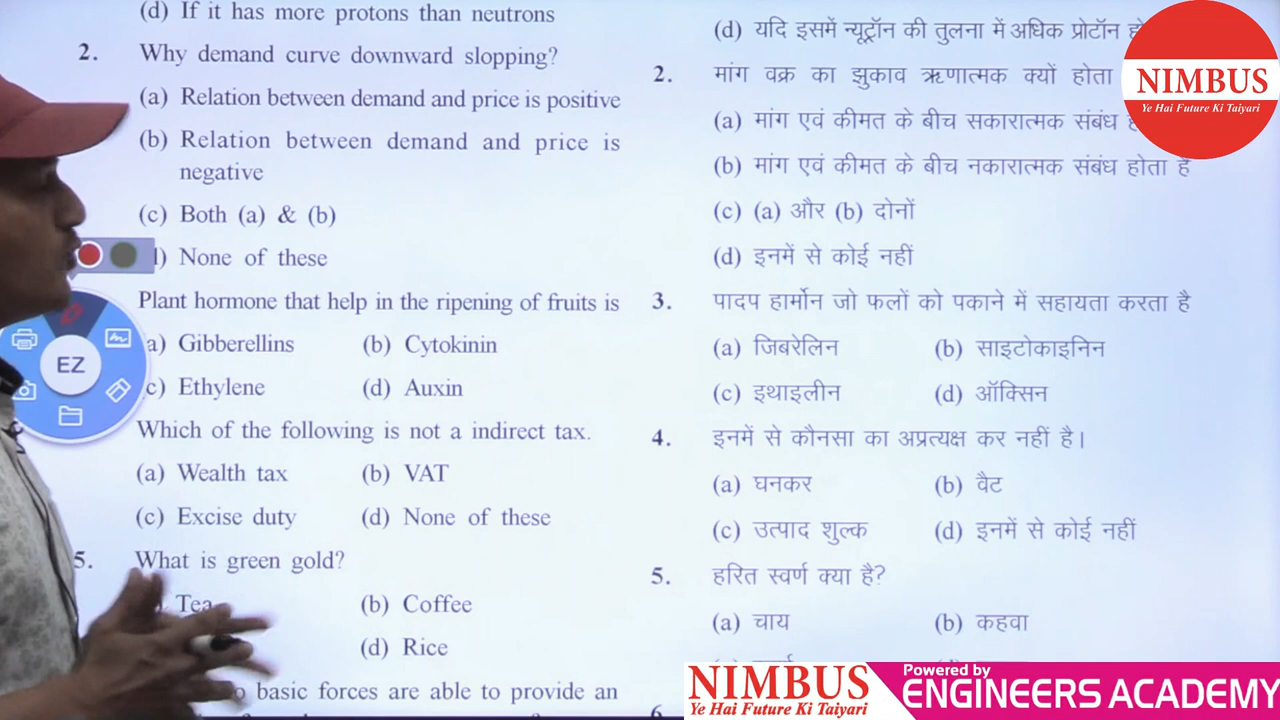 (d) If it has more protons than neutrons
2. Why demand curve downward slopping?
(a) Relation between demand and price is positive
(b) Relation between demand and price is
negative
(c) Both (a) & (b)
) None of these
Plant hormone that help in the ripening of fruits is
a) Gibberellins (b) Cytokinin
c) Ethylene (d) Auxin
Which of the following is not a indirect tax.
(a) Wealth tax (b) VAT
(c) Excise duty (d) None of these
5. What is green gold?
Tea (b) Coffee
(d) Rice
basic forces are able to provide an
(d) यदि इसमें न्यूट्रॉन की तुलना में अधिक प्रोटॉन
2. मांग वक्र का झुकाव ऋणात्मक क्यों होता
(a) मांग एवं कीमत के बीच सकारात्मक संबंध
(b) मांग एवं कीमत के बीच नकारात्मक संबंध होता है
(c) (a) और (b) दोनों
(d) इनमें से कोई नहीं
3. पादप हार्मोन जो फलों को पकाने में सहायता करता है
(a) जिबरेलिन (b) साइटोकाइनिन
(c) इथाइलीन (d) ऑक्सिन
4. इनमें से कौनसा का अप्रत्यक्ष कर नहीं है।
(a) घनकर (b) वैट
(c) उत्पाद शुल्क (d) इनमें से कोई नहीं
5. हरित स्वर्ण क्या है?
(a) चाय (b) कहवा
6.
EZ
NIMBUS
Ye Hai Future Ki Taiyari
NIMBUS
Ye Hai Future Ki Taiyari
Powered by
ENGINEERS ACADEMY